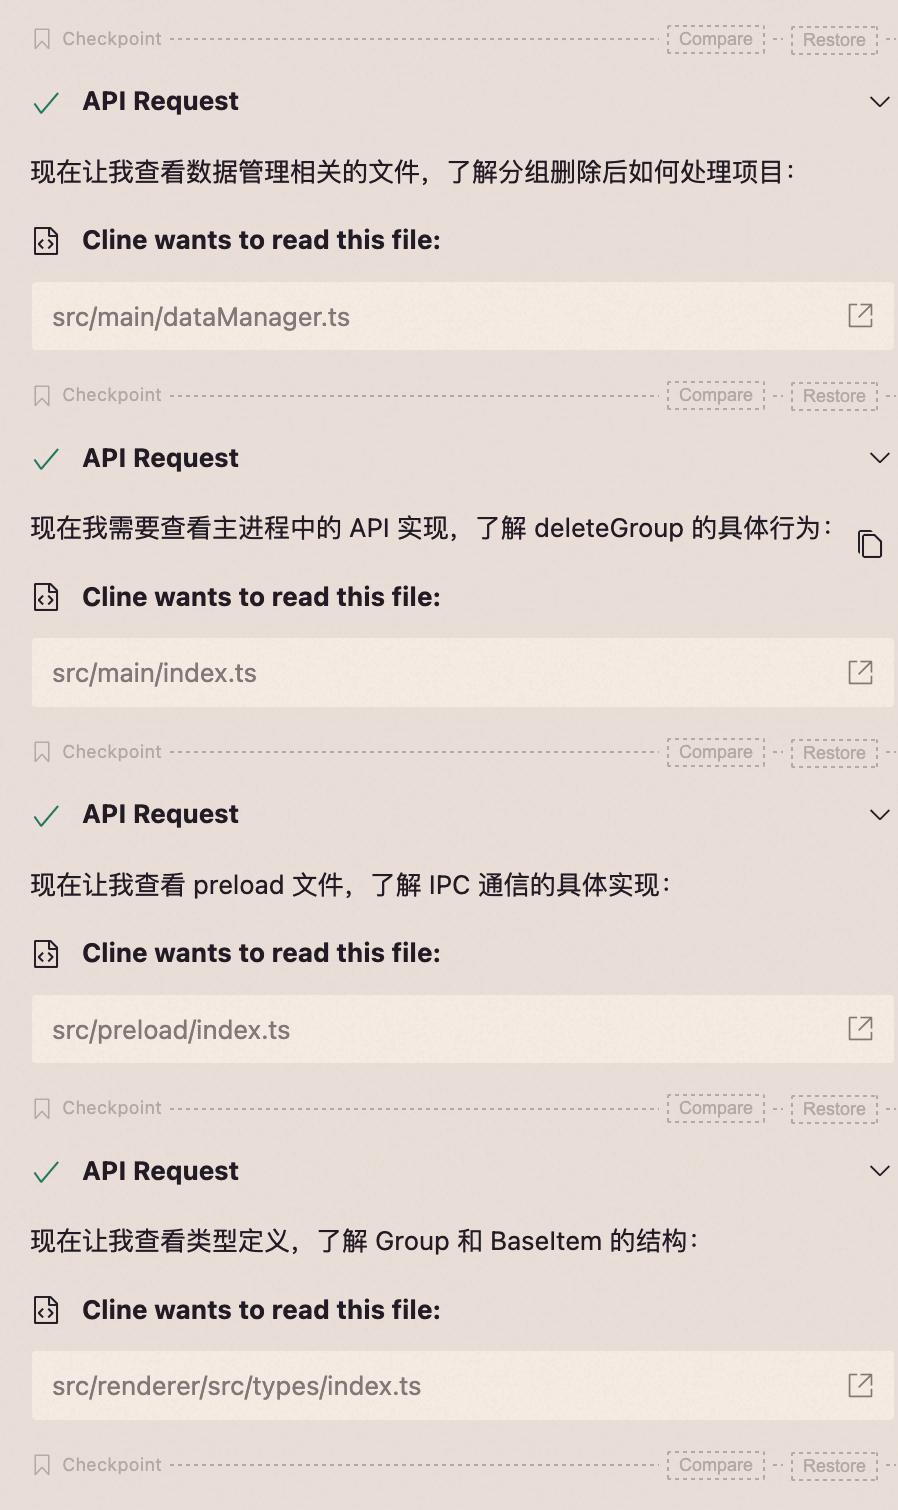 Checkpoint Compare Restore
API Request
现在让我查看数据管理相关的文件，了解分组删除后如何处理项目：
Cline wants to read this file:
src/main/dataManager.ts
Checkpoint Compare Restore
API Request
现在我需要查看主进程中的 API 实现，了解 deleteGroup 的具体行为：
Cline wants to read this file:
src/main/index.ts
Checkpoint Compare Restore
API Request
现在让我查看 preload 文件，了解 IPC 通信的具体实现：
Cline wants to read this file:
src/preload/index.ts
Checkpoint Compare Restore
API Request
现在让我查看类型定义，了解 Group 和 BaseItem 的结构：
Cline wants to read this file:
src/renderer/src/types/index.ts
Checkpoint Compare Restore